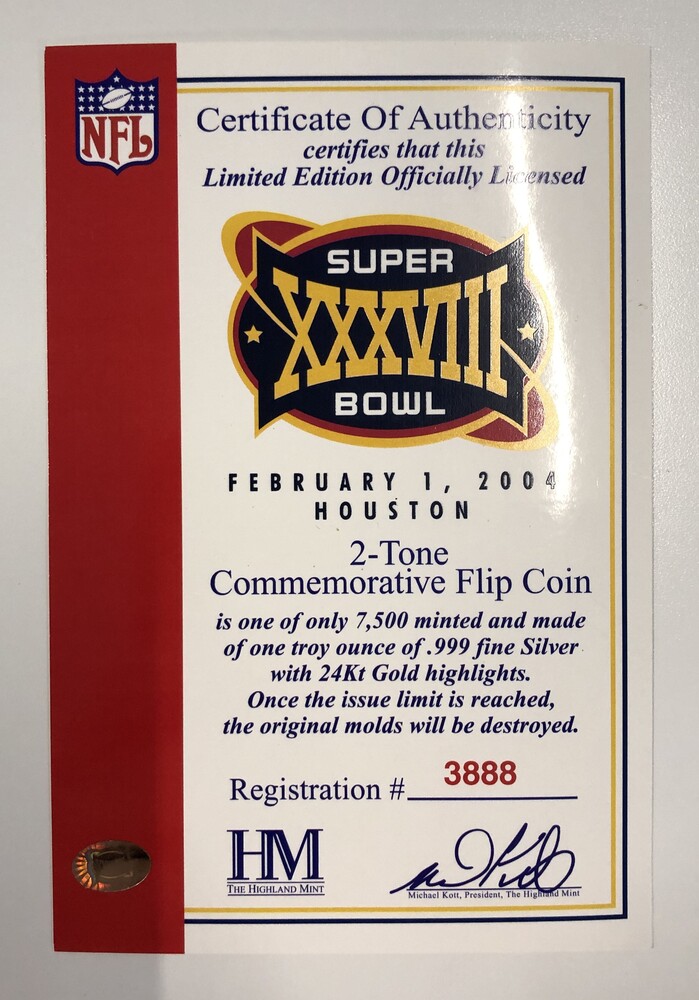 NFL
Certificate Of Authenticity
certifies that this
Limited Edition Officially Licensed
SUPER
XXXVIII
BOWL
FEBRUARY 1, 2004
HOUSTON
2-Tone
Commemorative Flip Coin
is one of only 7,500 minted and made
of one troy ounce of .999 fine Silver
with 24Kt Gold highlights.
Once the issue limit is reached,
the original molds will be destroyed.
Registration # 3888
HM
THE HIGHLAND MINT
Michael Kott, President, The Highland Mint